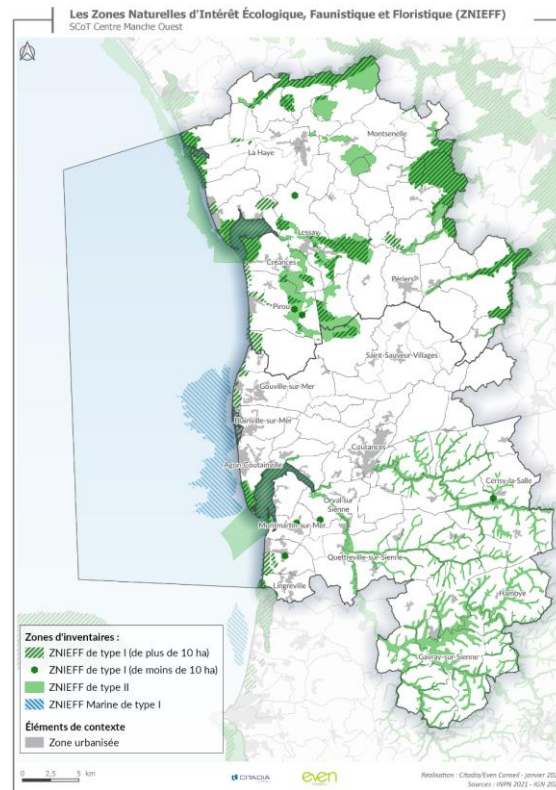 Les Zones Naturelles d'Intérêt Écologique, Faunistique et Floristique (ZNIEFF)
SCoT Centre Manche Ouest
Montsenelle
La Haye
Lessay
Créances
Périers
Pirou
Saint-Sauveur-Villages
Gouville-sur-Mer
Blainville-sur-Mer
Coutances
Agon-Coutainville
Cerisy-la-Salle
Orval sur
Sienne
Montmartin-sur-Mer
Quettreville-sur-Sienne
Lingreville
Hambye
Gavray-sur-Sienne
Zones d'inventaires :
ZNIEFF de type I (de plus de 10 ha)
ZNIEFF de type I (de moins de 10 ha)
ZNIEFF de type II
ZNIEFF Marine de type I
Éléments de contexte
Zone urbanisée
0 2,5 5 km
CITADIA
even
Réalisation : Citadia/Even Conseil - janvier
Sources : INPN 2021 - IGN